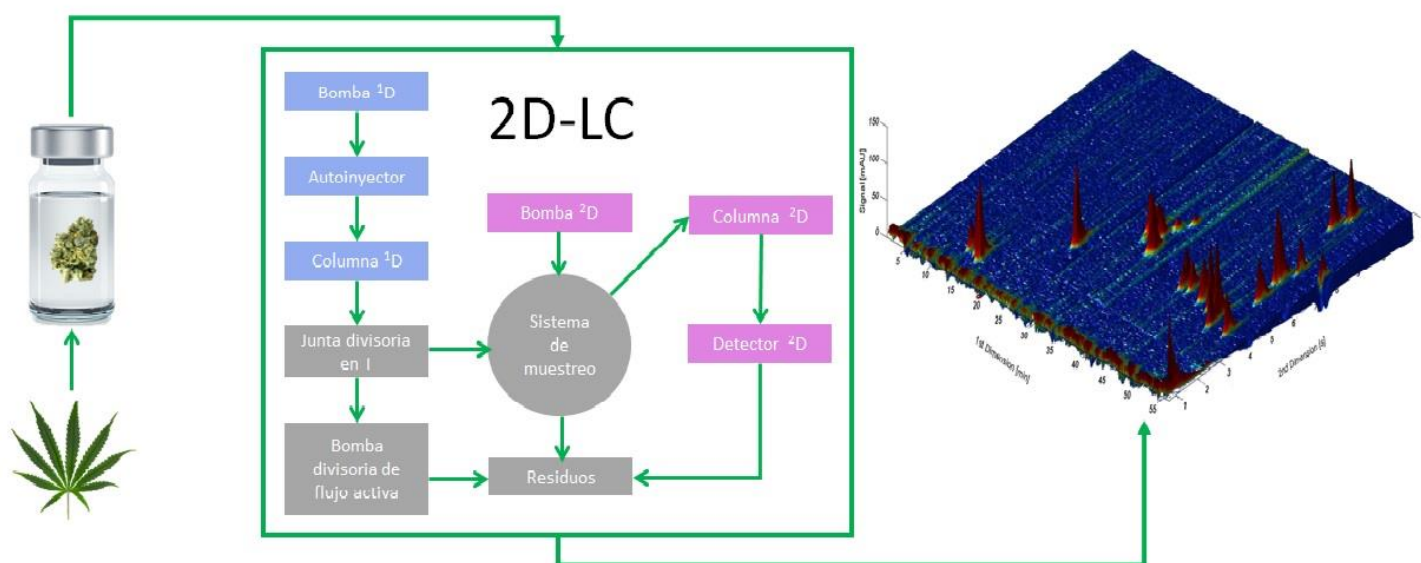 2D-LC
Bomba ¹D
Autoinyector
Columna ¹D
Junta divisoria
en T
Bomba
divisoria de
flujo activa
Bomba ²D
Sistema
de
muestreo
Residuos
Columna ²D
Detector ²D
150
100
50
0
Signal [mAU]
5
10
15
20
25
30
35
40
45
50
55
1st Dimension [min]
1
2
3
4
5
6
2nd Dimension [s]